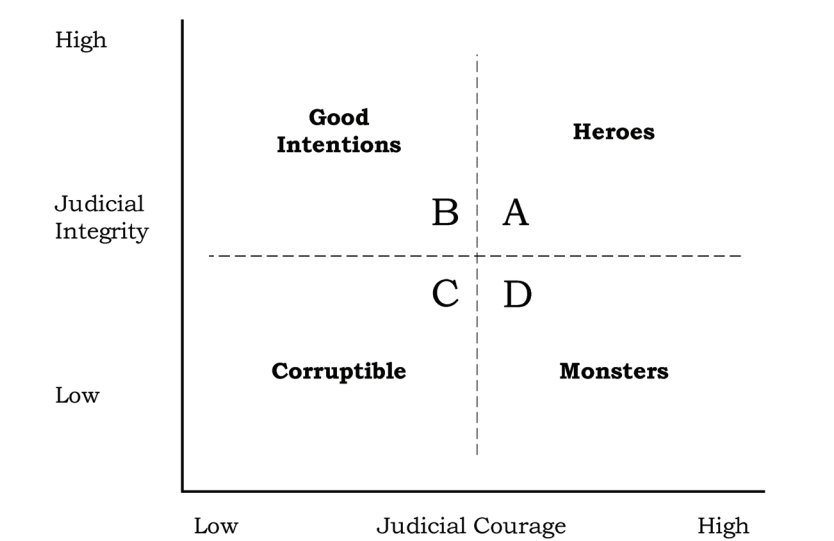 High
Good
Intentions
Heroes
Judicial
Integrity
B
A
C
D
Corruptible
Monsters
Low
Low
Judicial Courage
High